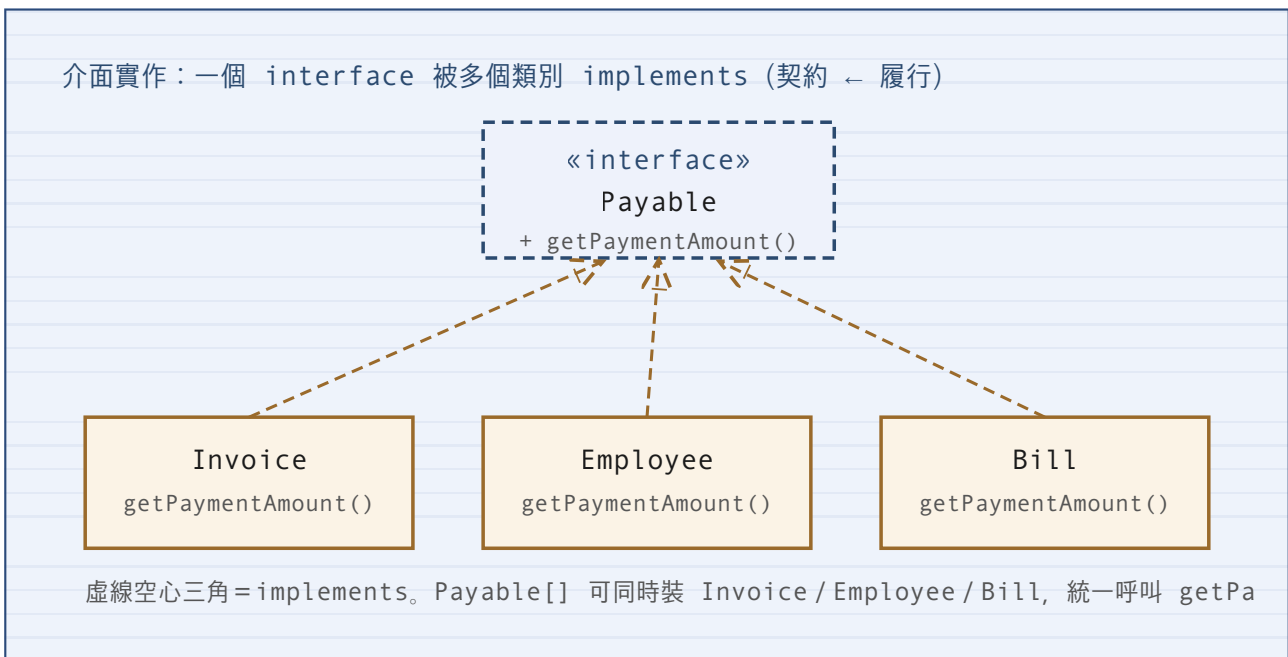 介面實作：一個 interface 被多個類別 implements（契約 ← 履行）
«interface»
Payable
+ getPaymentAmount()
Invoice
getPaymentAmount()
Employee
getPaymentAmount()
Bill
getPaymentAmount()
虛線空心三角＝implements。Payable[] 可同時裝 Invoice／Employee／Bill，統一呼叫 getPa